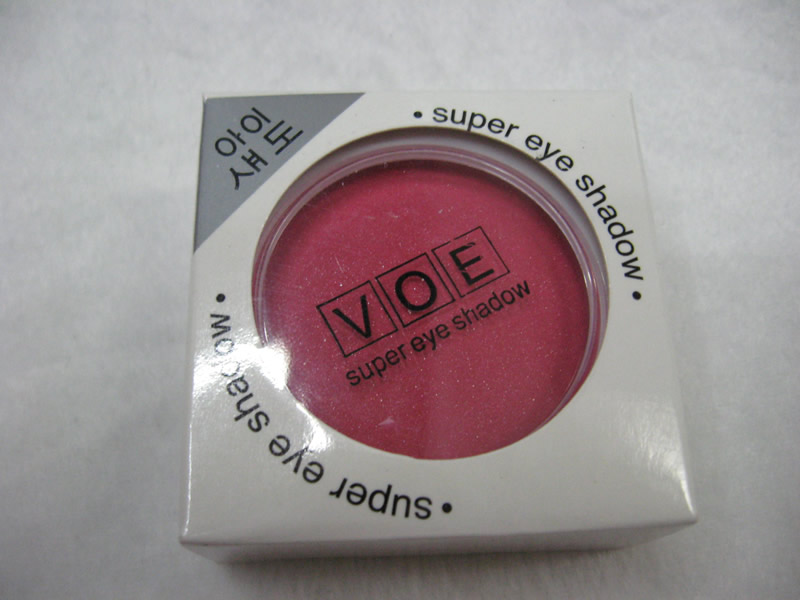 아이
섀도
• super eye shadow •
VOE
super eye shadow
• super eye shadow •